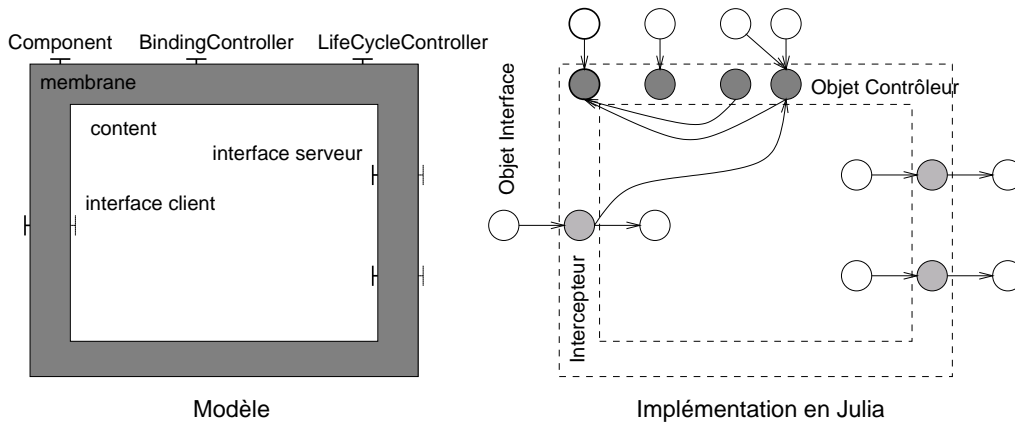 Component
BindingController
LifeCycleController
membrane
content
interface serveur
interface client
Modèle
Objet Interface
Objet Contrôleur
Intercepteur
Implémentation en Julia